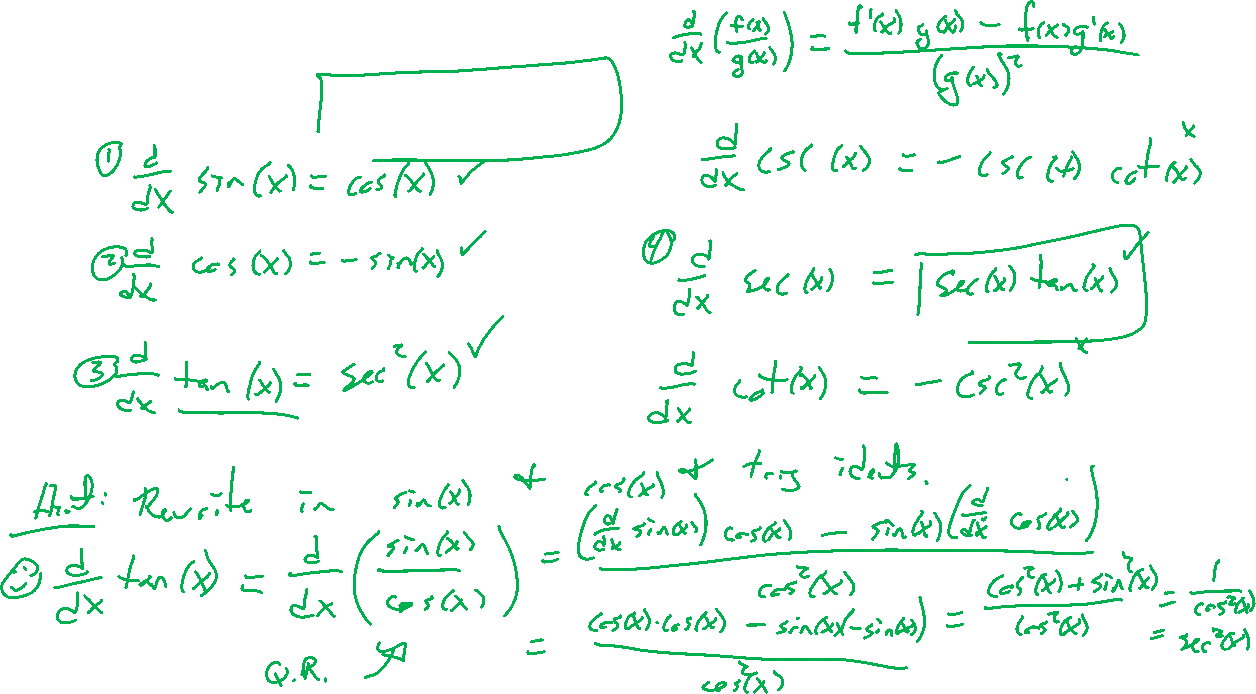 d/dx (f(x)/g(x)) = (f'(x) g(x) - f(x)g'(x))/(g(x))²
① d/dx sin(x) = cos(x) ✓
d/dx csc(x) = - csc(x) cot(x) x
② d/dx cos(x) = - sin(x) ✓
④ d/dx sec(x) = sec(x) tan(x) ✓
③ d/dx tan(x) = sec²(x) ✓
d/dx cot(x) = - csc²(x) x
Hint: Rewrite in sin(x) + cos(x) + trig idents.
d/dx tan(x) = d/dx (sin(x)/cos(x)) = ((d/dx sin(x)) cos(x) - sin(x)(d/dx cos(x)))/cos²(x)
Q.R.
= (cos(x)·cos(x) - sin(x)(-sin(x)))/cos²(x) = (cos²(x) + sin²(x))/cos²(x) = 1/cos²(x)
= sec²(x)